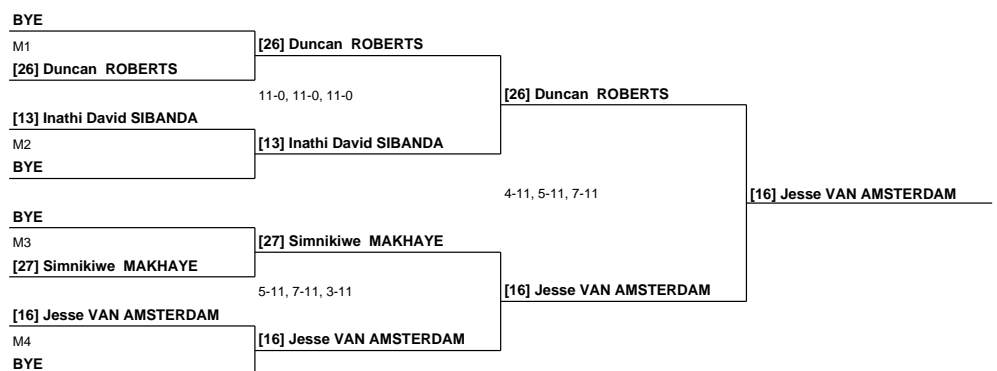 BYE
M1
[26] Duncan  ROBERTS
[26] Duncan  ROBERTS
11-0, 11-0, 11-0
[26] Duncan  ROBERTS
[13] Inathi David SIBANDA
M2
[13] Inathi David SIBANDA
BYE
4-11, 5-11, 7-11
[16] Jesse VAN AMSTERDAM
BYE
M3
[27] Simnikiwe  MAKHAYE
[27] Simnikiwe  MAKHAYE
5-11, 7-11, 3-11
[16] Jesse VAN AMSTERDAM
[16] Jesse VAN AMSTERDAM
M4
[16] Jesse VAN AMSTERDAM
BYE